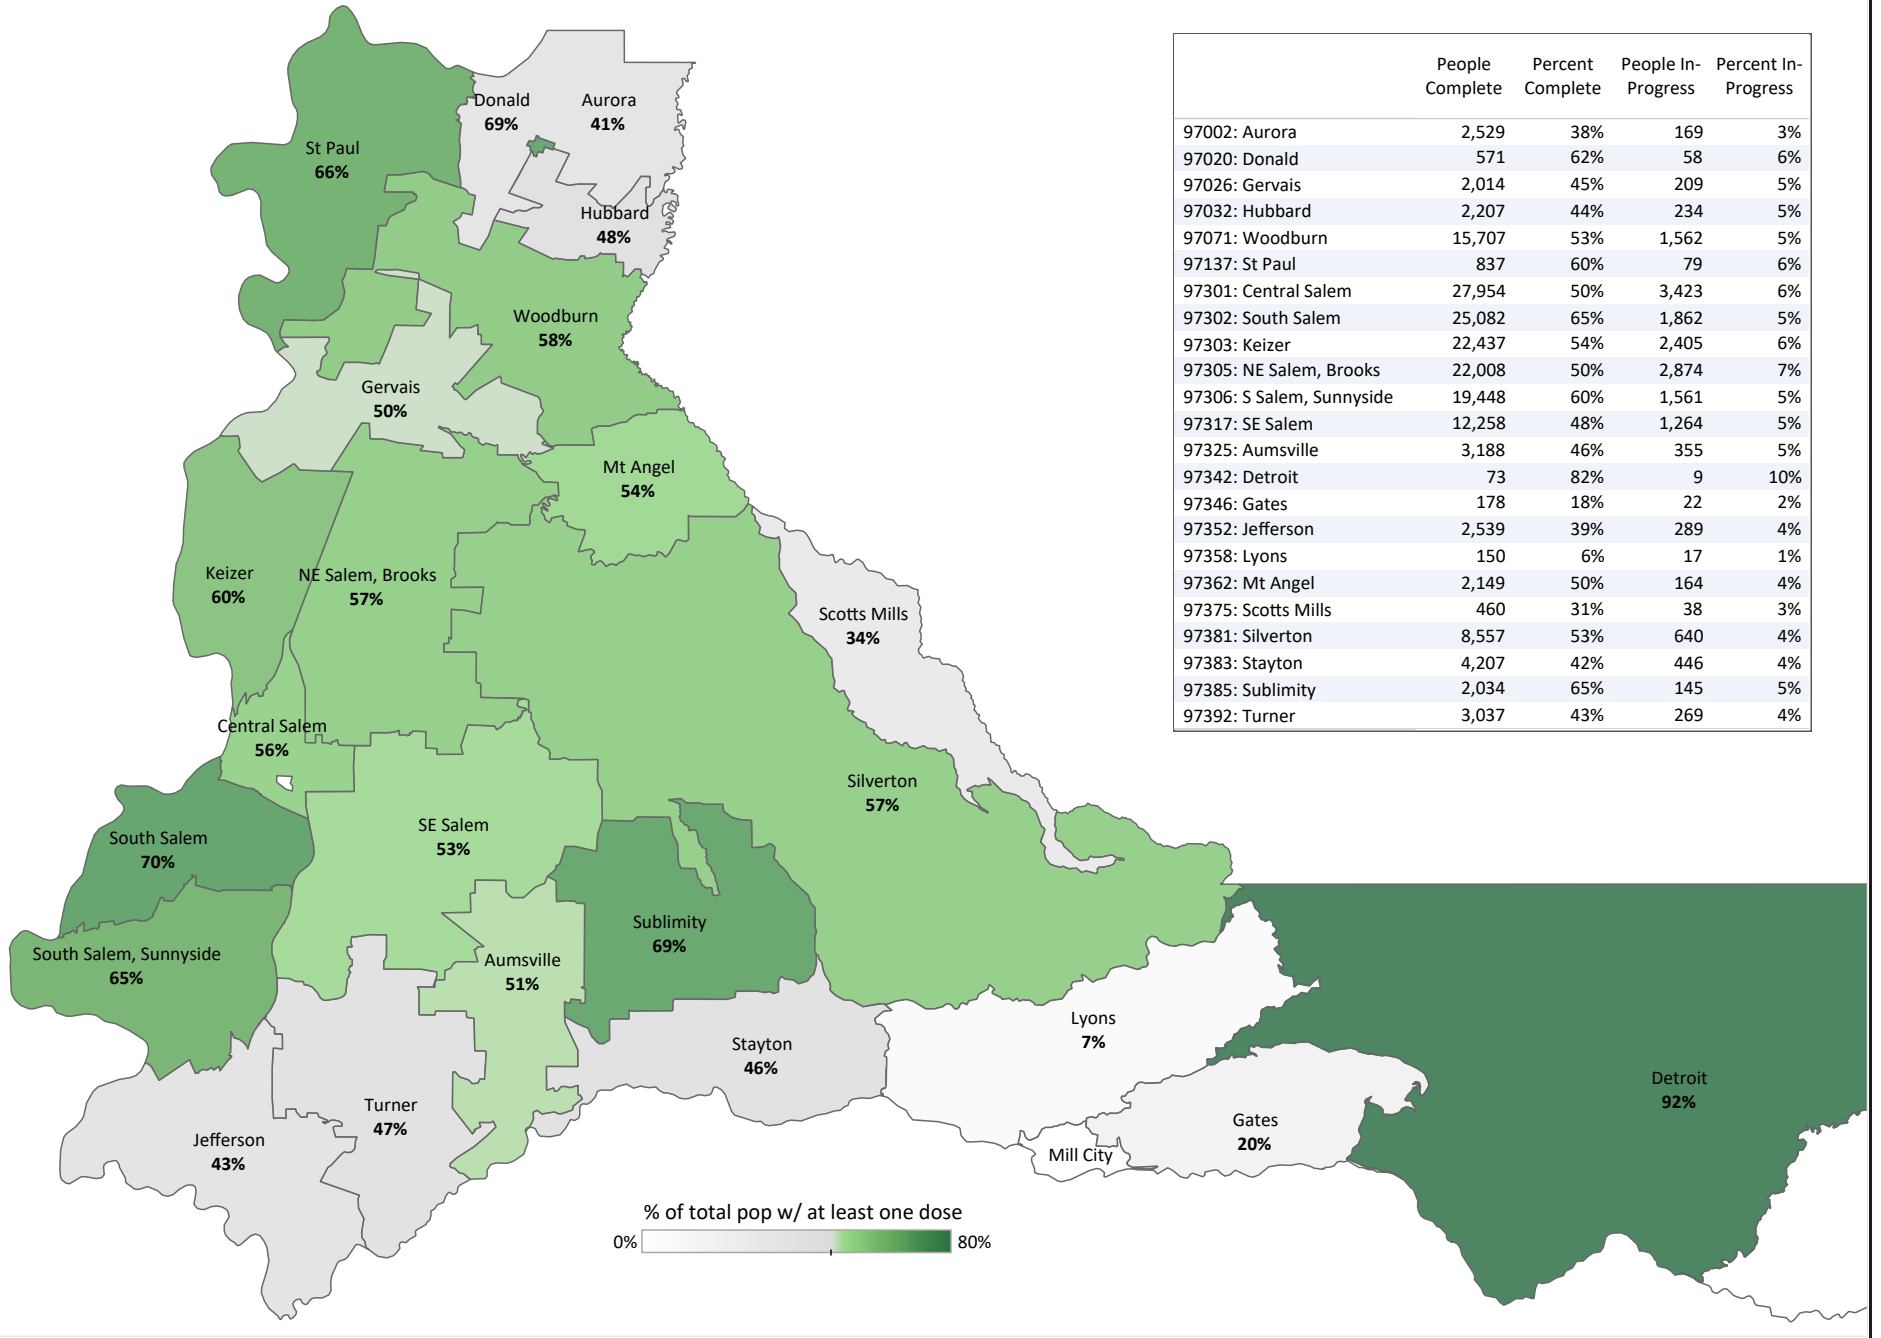 St Paul
66%
Donald
69%
Aurora
41%
Hubbard
48%
Woodburn
58%
Gervais
50%
Mt Angel
54%
Keizer
60%
NE Salem, Brooks
57%
Scotts Mills
34%
Central Salem
56%
Silverton
57%
South Salem
70%
SE Salem
53%
South Salem, Sunnyside
65%
Sublimity
69%
Aumsville
51%
Stayton
46%
Lyons
7%
Detroit
92%
Turner
47%
Jefferson
43%
Gates
20%
Mill City
% of total pop w/ at least one dose
0% 80%
People Complete Percent Complete People In-Progress Percent In-Progress
97002: Aurora 2,529 38% 169 3%
97020: Donald 571 62% 58 6%
97026: Gervais 2,014 45% 209 5%
97032: Hubbard 2,207 44% 234 5%
97071: Woodburn 15,707 53% 1,562 5%
97137: St Paul 837 60% 79 6%
97301: Central Salem 27,954 50% 3,423 6%
97302: South Salem 25,082 65% 1,862 5%
97303: Keizer 22,437 54% 2,405 6%
97305: NE Salem, Brooks 22,008 50% 2,874 7%
97306: S Salem, Sunnyside 19,448 60% 1,561 5%
97317: SE Salem 12,258 48% 1,264 5%
97325: Aumsville 3,188 46% 355 5%
97342: Detroit 73 82% 9 10%
97346: Gates 178 18% 22 2%
97352: Jefferson 2,539 39% 289 4%
97358: Lyons 150 6% 17 1%
97362: Mt Angel 2,149 50% 164 4%
97375: Scotts Mills 460 31% 38 3%
97381: Silverton 8,557 53% 640 4%
97383: Stayton 4,207 42% 446 4%
97385: Sublimity 2,034 65% 145 5%
97392: Turner 3,037 43% 269 4%